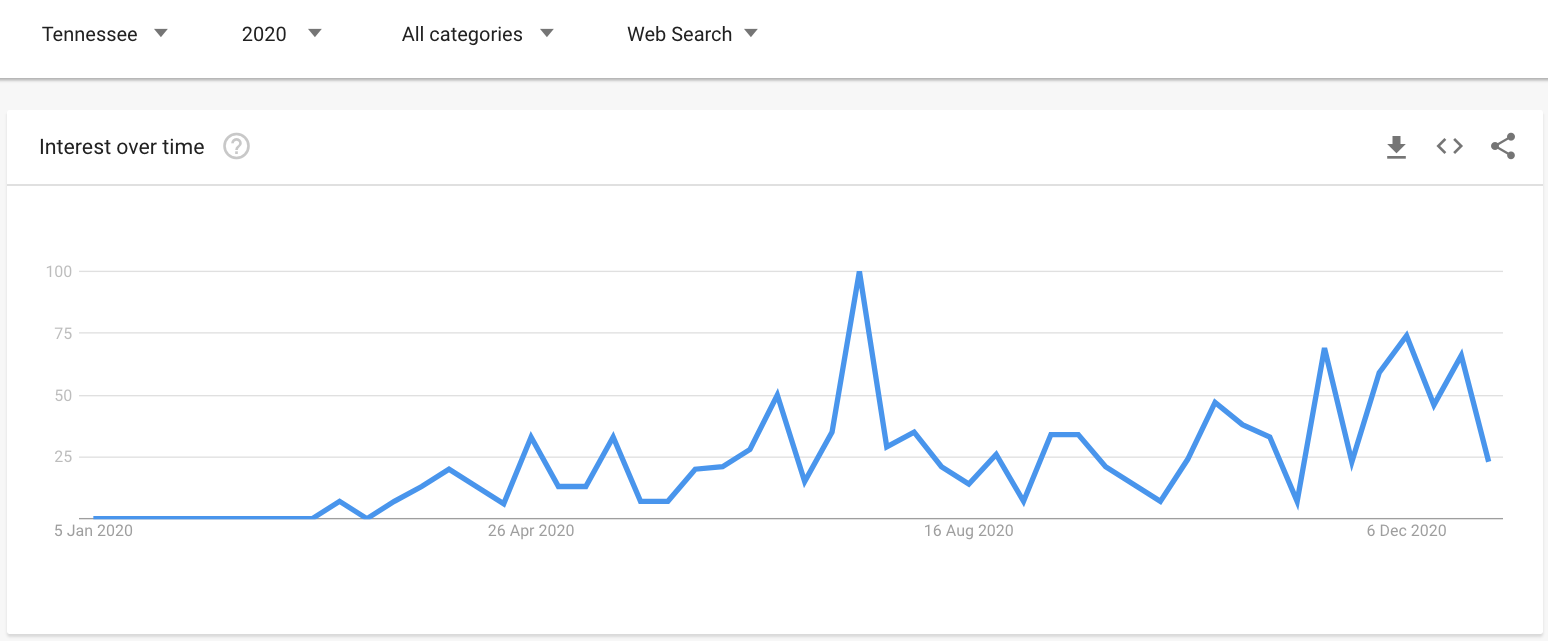 Tennessee 2020 All categories Web Search
Interest over time ?
100
75
50
25
5 Jan 2020 26 Apr 2020 16 Aug 2020 6 Dec 2020